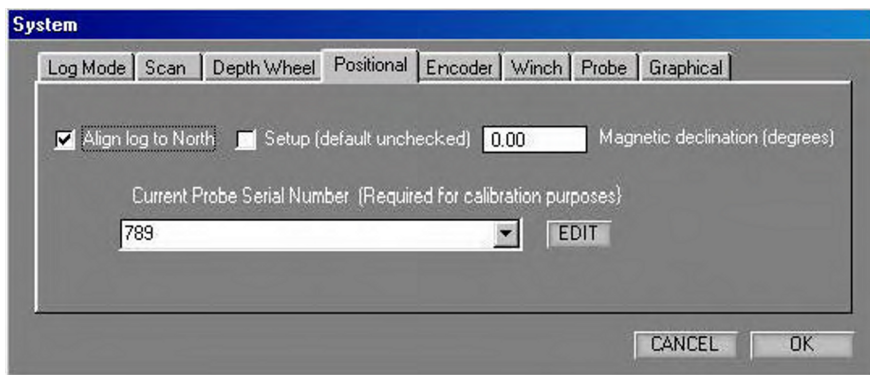 System
Log Mode Scan Depth Wheel Positional Encoder Winch Probe Graphical
Align log to North Setup (default unchecked) 0.00 Magnetic declination (degrees)
Current Probe Serial Number (Required for calibration purposes}
789 EDIT
CANCEL OK